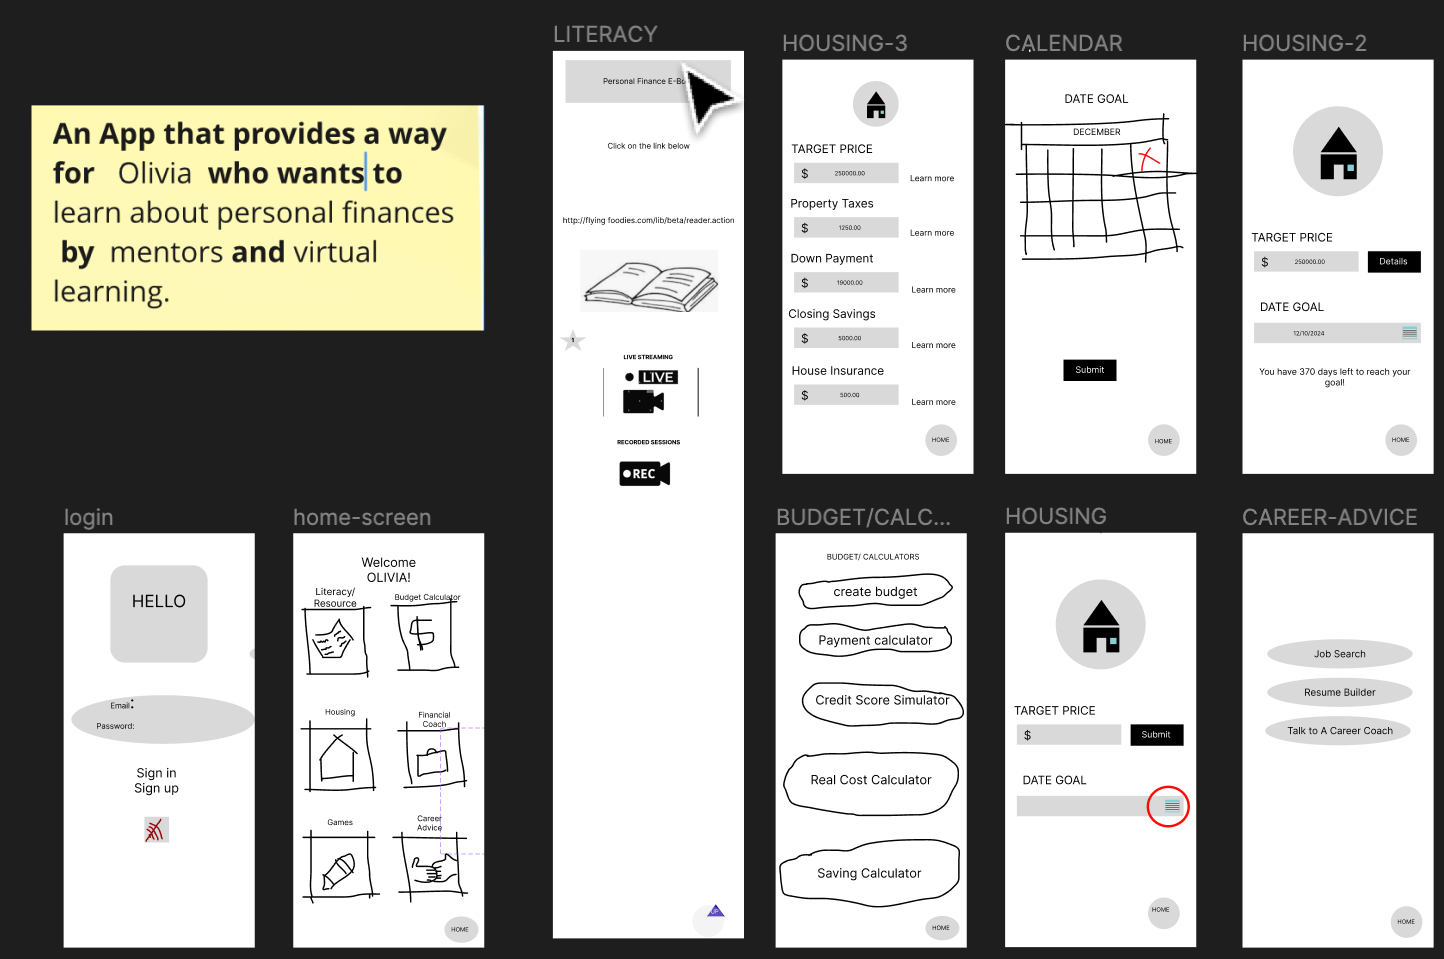 An App that provides a way
for Olivia who wants to
learn about personal finances
by mentors and virtual
learning.
LITERACY
Click on the link below
http://flying foodies.com/lib/beta/reader.action
1
LIVE STREAMING
LIVE
RECORDED SESSIONS
REC
UP
HOUSING-3
TARGET PRICE
$ 250000.00 Learn more
Property Taxes
$ 1250.00 Learn more
Down Payment
$ 19000.00 Learn more
Closing Savings
$ 5000.00 Learn more
House Insurance
$ 500.00 Learn more
HOME
CALENDAR
DATE GOAL
DECEMBER
X
Submit
HOME
HOUSING-2
TARGET PRICE
$ 250000.00 Details
DATE GOAL
12/10/2024
You have 370 days left to reach your
goal!
HOME
login
HELLO
Email:
Password:
Sign in
Sign up
home-screen
Welcome
OLIVIA!
Literacy/
Resource
Budget Calculator
$
Housing
Financial
Coach
Games
Career
Advice
HOME
BUDGET/CALC...
BUDGET/ CALCULATORS
create budget
Payment calculator
Credit Score Simulator
Real Cost Calculator
Saving Calculator
HOME
HOUSING
TARGET PRICE
$ Submit
DATE GOAL
HOME
CAREER-ADVICE
Job Search
Resume Builder
Talk to A Career Coach
HOME
Personal Finance